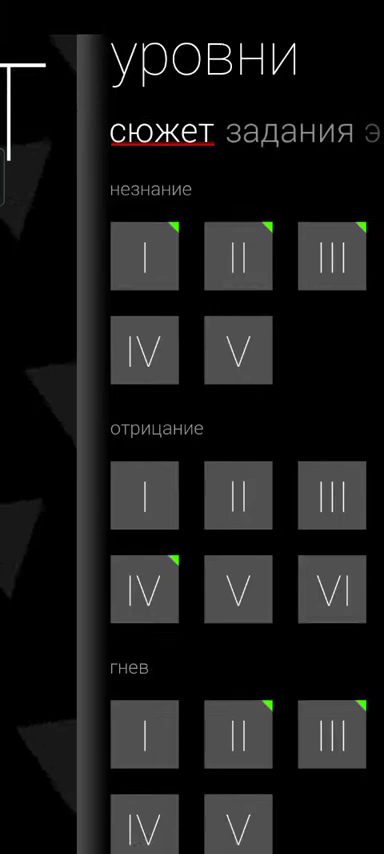 уровни
сюжет задания э
незнание
I II III
IV V
отрицание
I II III
IV V VI
гнев
I II III
IV V